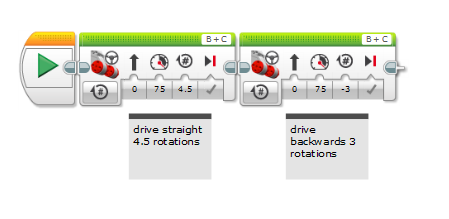 B + C
B + C
0 75 4.5
0 75 -3
drive straight
4.5 rotations
drive
backwards 3
rotations